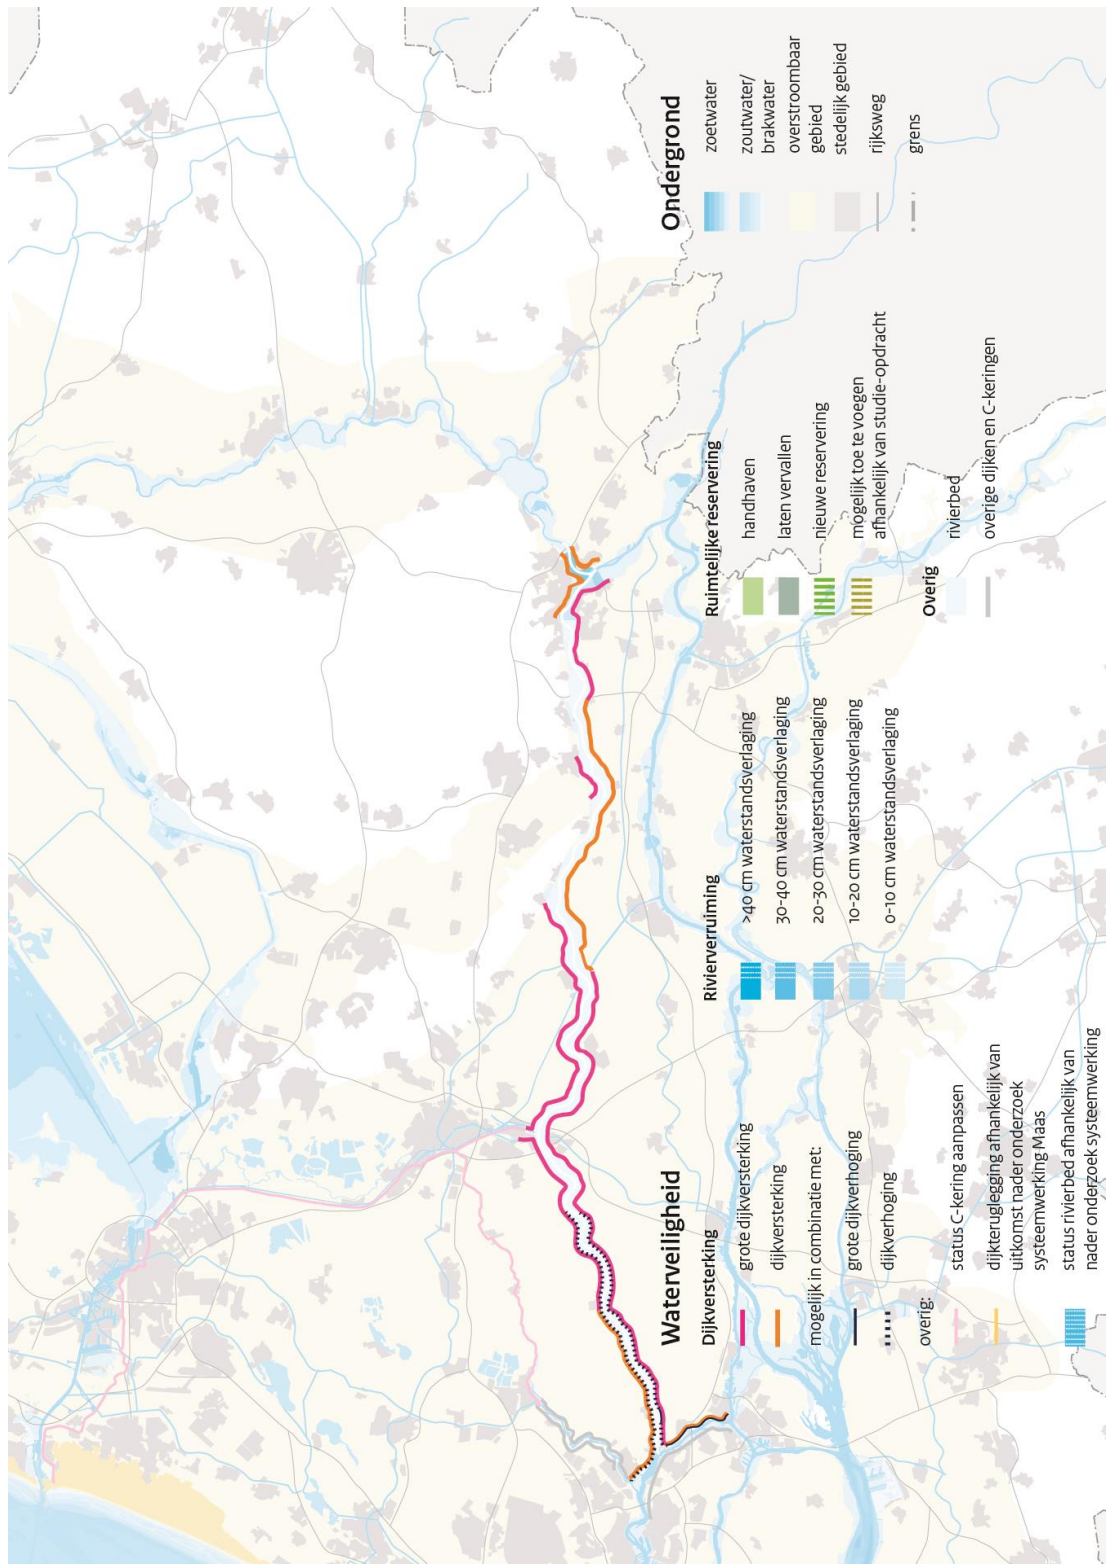 Waterveiligheid
Dijkversterking
grote dijkversterking
dijkversterking
mogelijk in combinatie met:
grote dijkverhoging
dijkverhoging
overig:
status C-kering aanpassen
dijkteruglegging afhankelijk van
uitkomst nader onderzoek
systeemwerking Maas
status rivierbed afhankelijk van
nader onderzoek systeemwerking
Rivierverruiming
>40 cm waterstandsverlaging
30-40 cm waterstandsverlaging
20-30 cm waterstandsverlaging
10-20 cm waterstandsverlaging
0-10 cm waterstandsverlaging
Ruimtelijke reservering
handhaven
laten vervallen
nieuwe reservering
mogelijk toe te voegen
afhankelijk van studie-opdracht
Overig
rivierbed
overige dijken en C-keringen
Ondergrond
zoetwater
zoutwater/
brakwater
overstroombaar
gebied
stedelijk gebied
rijksweg
grens